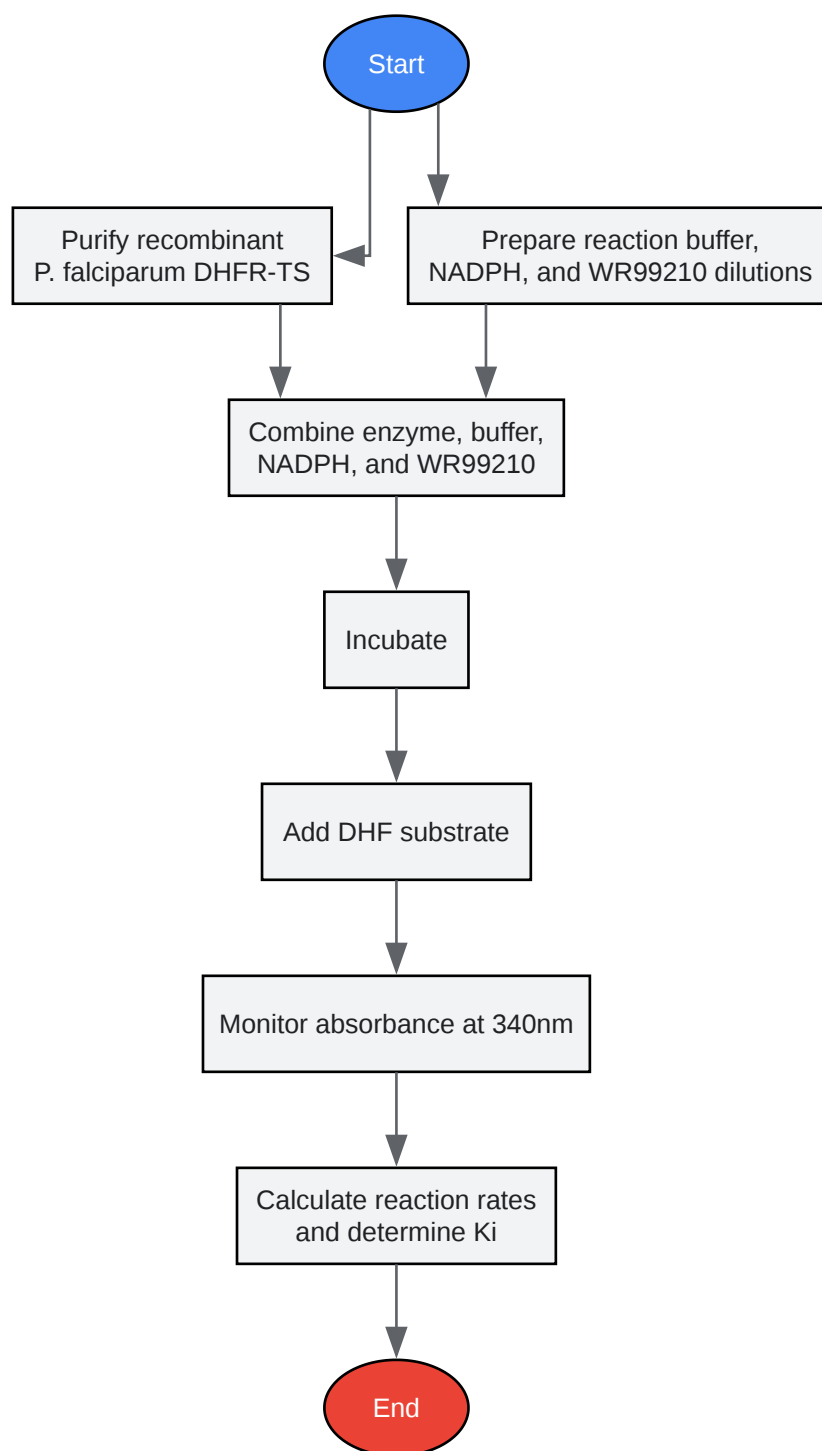 Start
Purify recombinant
P. falciparum DHFR-TS
Prepare reaction buffer,
NADPH, and WR99210 dilutions
Combine enzyme, buffer,
NADPH, and WR99210
Incubate
Add DHF substrate
Monitor absorbance at 340nm
Calculate reaction rates
and determine Ki
End